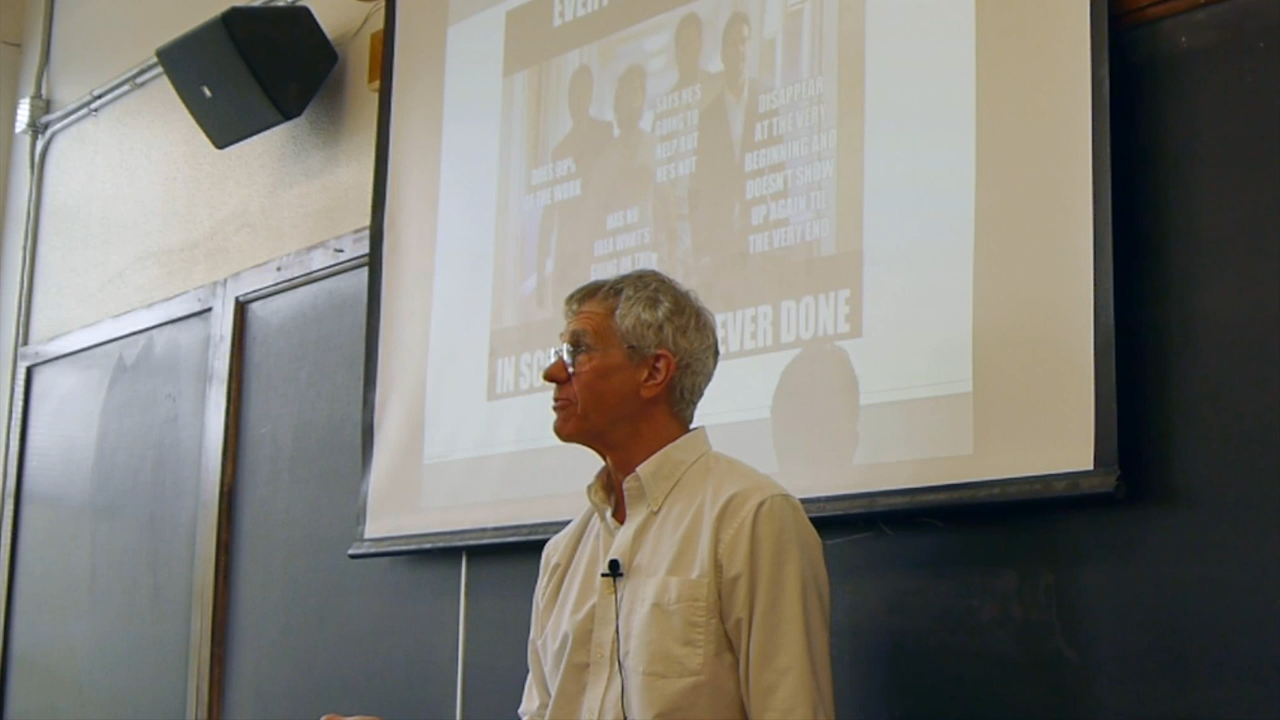 EVERY
DOES 99%
OF THE WORK
HAS NO
IDEA WHAT'S
GOING ON
SAYS HE'S
GOING TO
HELP BUT
HE'S NOT
DISAPPEAR
AT THE VERY
BEGINNING AND
DOESN'T SHOW
UP AGAIN TIL
THE VERY END
IN
EVER DONE